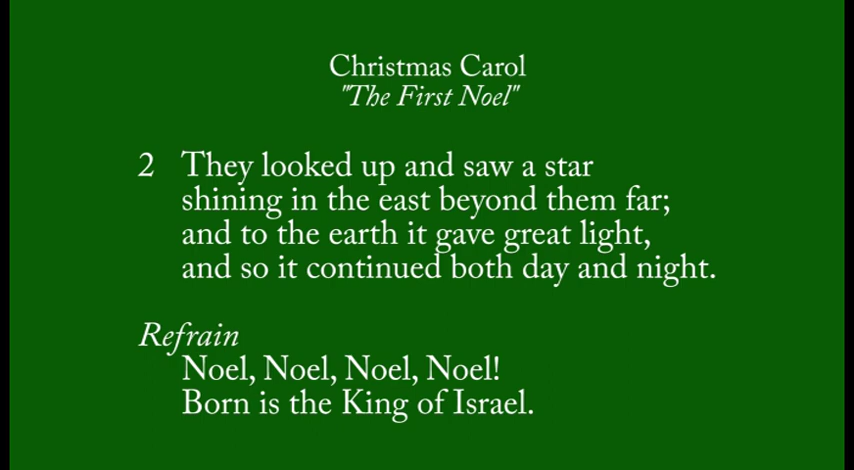 Christmas Carol
"The First Noel"
2 They looked up and saw a star
shining in the east beyond them far;
and to the earth it gave great light,
and so it continued both day and night.
Refrain
Noel, Noel, Noel, Noel!
Born is the King of Israel.